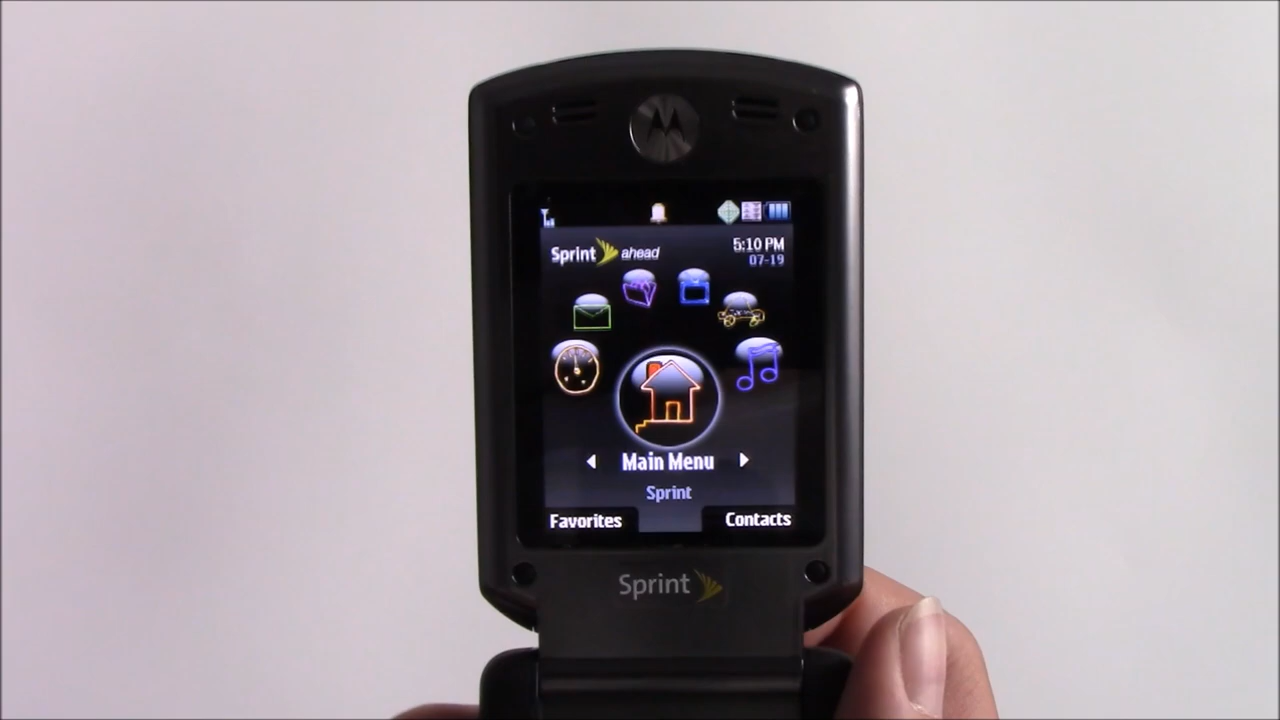 Sprint ahead
5:10 PM
07-19
Main Menu
Sprint
Favorites
Contacts
Sprint